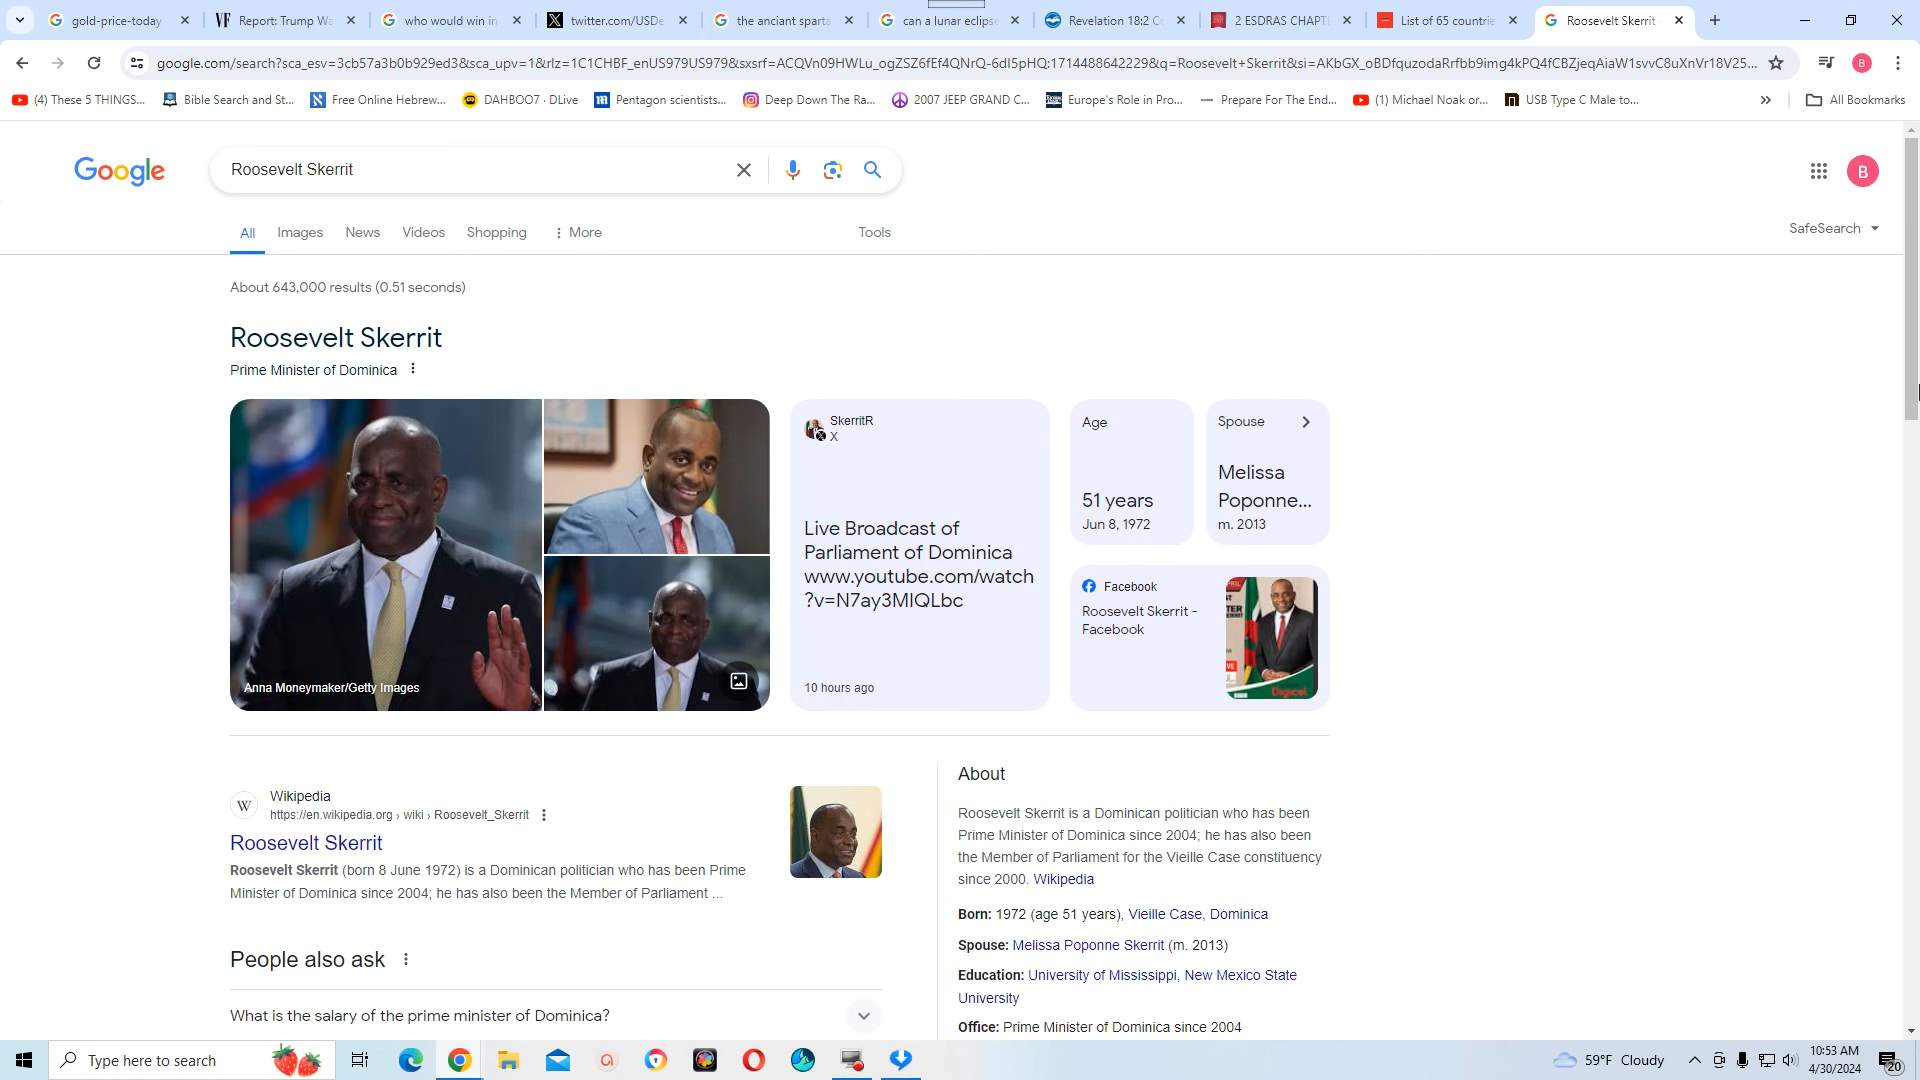 gold-price-today
Report: Trump Wa
who would win in
twitter.com/USDe
the anciant sparta
can a lunar eclipse
Revelation 18:2 Co
2 ESDRAS CHAPTE
List of 65 countrie
Roosevelt Skerrit -
google.com/search?sca_esv=3cb57a3b0b929ed3&sca_upv=1&rlz=1C1CHBF_enUS979US979&sxsrf=ACQVn09HWLu_ogZSZ6fEf4QNrQ-6dI5pHQ:1714488642229&q=Roosevelt+Skerrit&si=AKbGX_oBDfquzodaRrfbb9img4kPQ4fCBZjeqAiaW1svvC8uXnVr18V25...
B
(4) These 5 THINGS...
Bible Search and St...
Free Online Hebrew...
DAHBOO7 · DLive
Pentagon scientists...
Deep Down The Ra...
2007 JEEP GRAND C...
Europe's Role in Pro...
Prepare For The End...
(1) Michael Noak or...
USB Type C Male to...
»
All Bookmarks
Google
Roosevelt Skerrit
B
All
Images
News
Videos
Shopping
More
Tools
SafeSearch
About 643,000 results (0.51 seconds)
Roosevelt Skerrit
Prime Minister of Dominica
Anna Moneymaker/Getty Images
SkerritR
X
Live Broadcast of
Parliament of Dominica
www.youtube.com/watch
?v=N7ay3MIQLbc
10 hours ago
Age
51 years
Jun 8, 1972
Spouse
Melissa
Poponne...
m. 2013
Facebook
Roosevelt Skerrit -
Facebook
Digicel
W
Wikipedia
https://en.wikipedia.org › wiki › Roosevelt_Skerrit
Roosevelt Skerrit
Roosevelt Skerrit (born 8 June 1972) is a Dominican politician who has been Prime
Minister of Dominica since 2004; he has also been the Member of Parliament ...
People also ask
What is the salary of the prime minister of Dominica?
About
Roosevelt Skerrit is a Dominican politician who has been
Prime Minister of Dominica since 2004; he has also been
the Member of Parliament for the Vieille Case constituency
since 2000. Wikipedia
Born: 1972 (age 51 years), Vieille Case, Dominica
Spouse: Melissa Poponne Skerrit (m. 2013)
Education: University of Mississippi, New Mexico State
University
Office: Prime Minister of Dominica since 2004
Type here to search
59°F Cloudy
10:53 AM
4/30/2024
20